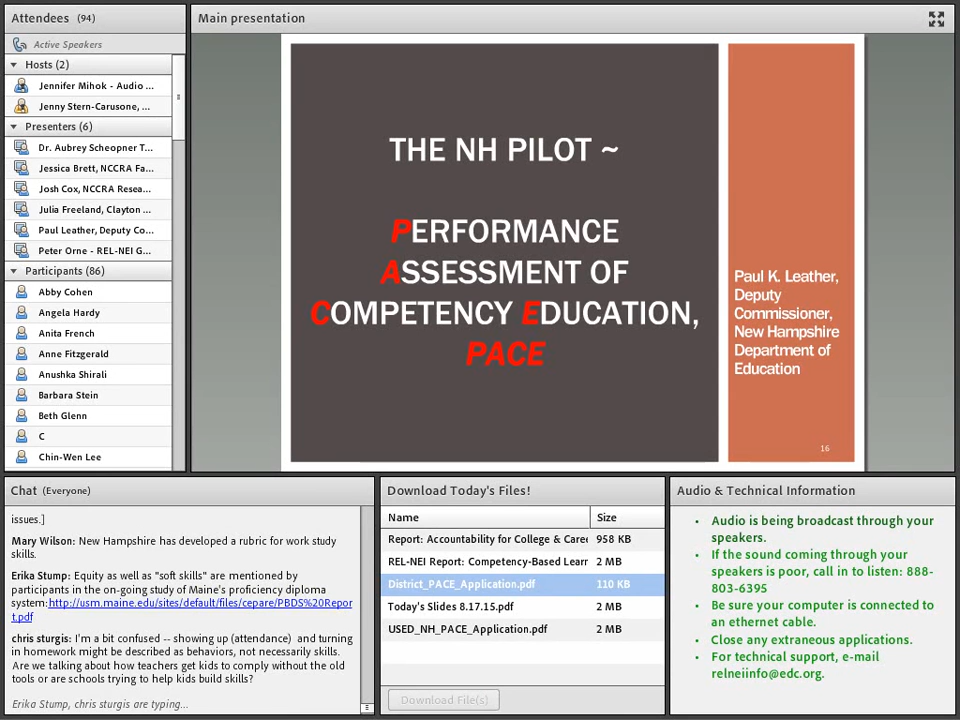 Attendees (94)
Active Speakers
Hosts (2)
Jennifer Mihok - Audio ...
Jenny Stern-Carusone, ...
Presenters (6)
Dr. Aubrey Scheopner T...
Jessica Brett, NCCRA Fa...
Josh Cox, NCCRA Resea...
Julia Freeland, Clayton ...
Paul Leather, Deputy Co...
Peter Orne - REL-NEI G...
Participants (86)
Abby Cohen
Angela Hardy
Anita French
Anne Fitzgerald
Anushka Shirali
Barbara Stein
Beth Glenn
C
Chin-Wen Lee
Main presentation
THE NH PILOT ~
PERFORMANCE
ASSESSMENT OF
COMPETENCY EDUCATION,
PACE
Paul K. Leather,
Deputy
Commissioner,
New Hampshire
Department of
Education
16
Chat (Everyone)
issues.]
Mary Wilson: New Hampshire has developed a rubric for work study
skills.
Erika Stump: Equity as well as "soft skills" are mentioned by
participants in the on-going study of Maine's proficiency diploma
system:http://usm.maine.edu/sites/default/files/cepare/PBDS%20Repor
t.pdf
chris sturgis: I'm a bit confused -- showing up (attendance) and turning
in homework might be described as behaviors, not necessarily skills.
Are we talking about how teachers get kids to comply without the old
tools or are schools trying to help kids build skills?
Erika Stump, chris sturgis are typing...
Download Today's Files!
Name Size
Report: Accountability for College & Caree 958 KB
REL-NEI Report: Competency-Based Learr 2 MB
District_PACE_Application.pdf 110 KB
Today's Slides 8.17.15.pdf 2 MB
USED_NH_PACE_Application.pdf 2 MB
Download File(s)
Audio & Technical Information
• Audio is being broadcast through your
speakers.
• If the sound coming through your
speakers is poor, call in to listen: 888-
803-6395
• Be sure your computer is connected to
an ethernet cable.
• Close any extraneous applications.
• For technical support, e-mail
relneiinfo@edc.org.